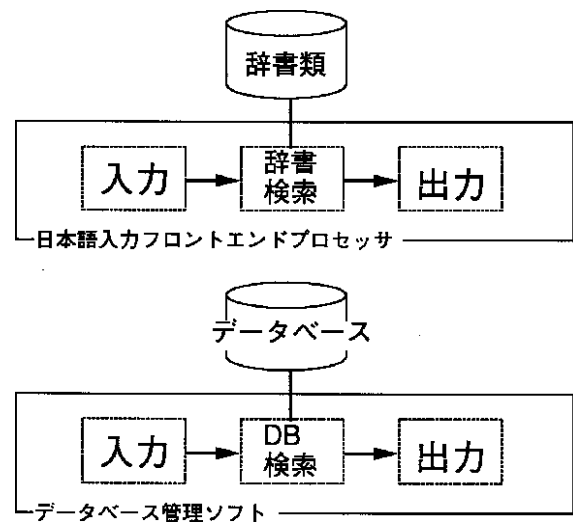 辞書類
入力
辞書
検索
出力
日本語入力フロントエンドプロセッサ
データベース
入力
DB
検索
出力
データベース管理ソフト